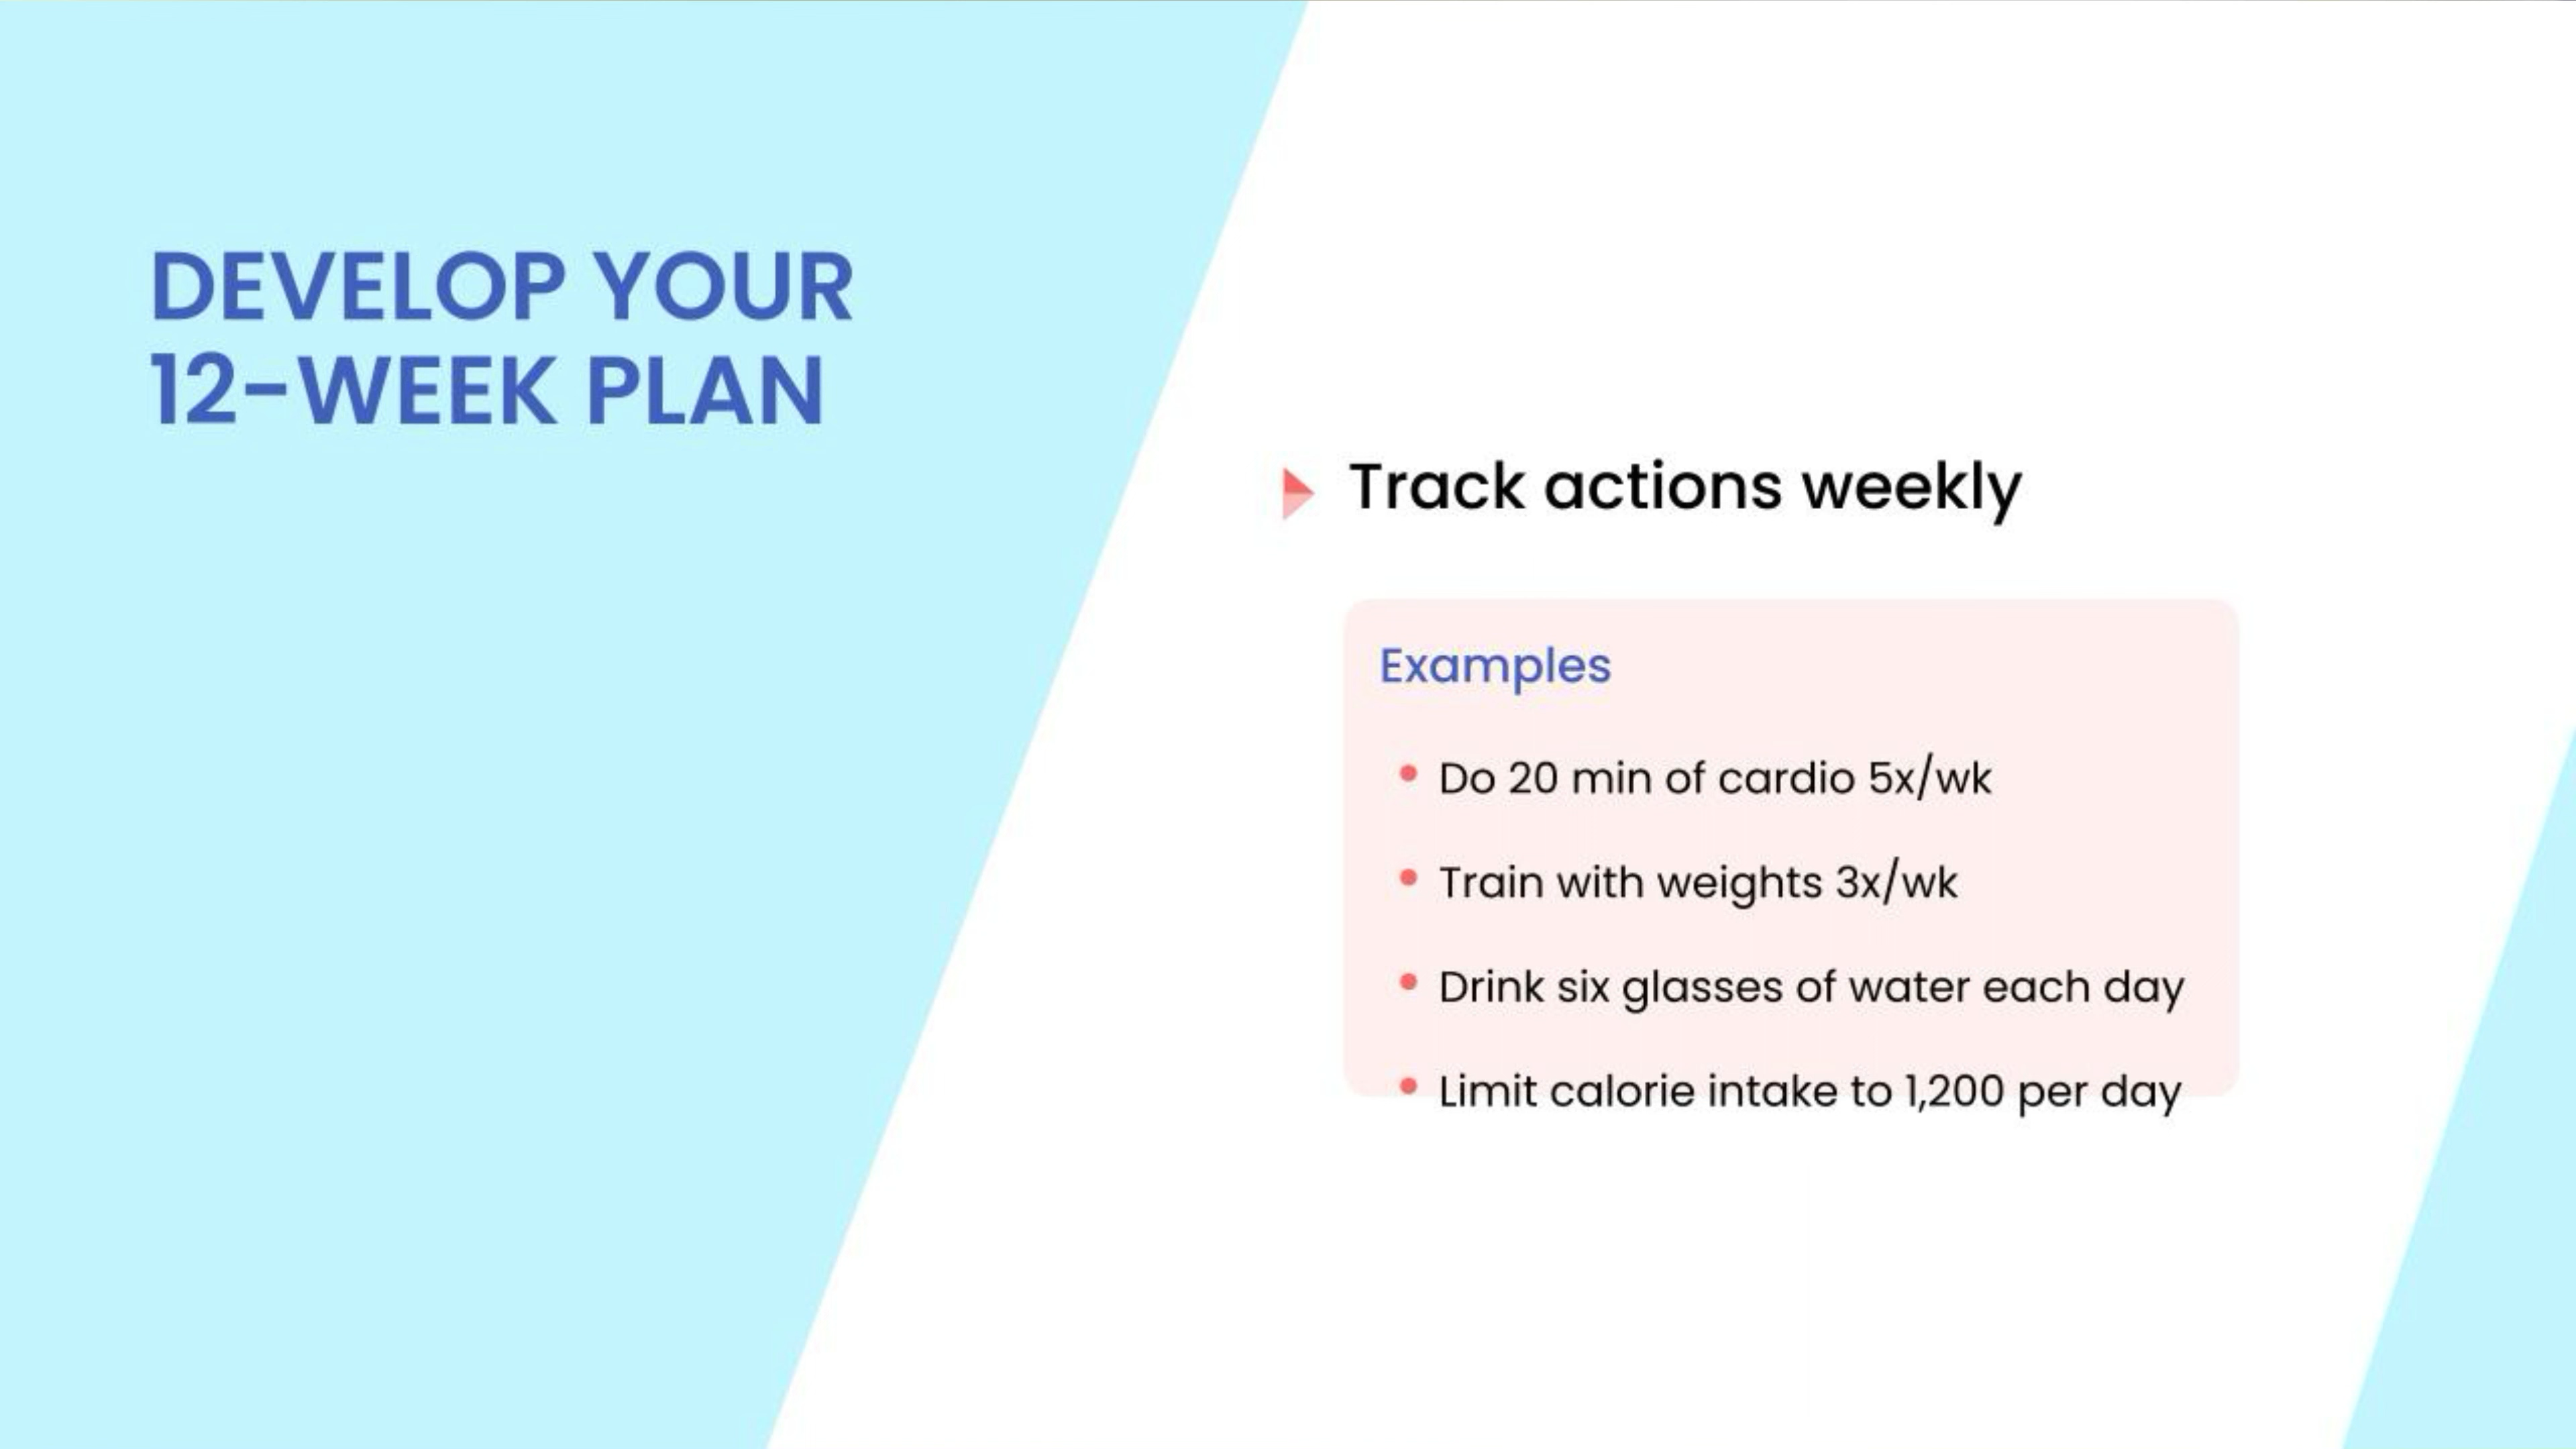 DEVELOP YOUR
12-WEEK PLAN
Track actions weekly
Examples
Do 20 min of cardio 5x/wk
Train with weights 3x/wk
Drink six glasses of water each day
Limit calorie intake to 1,200 per day